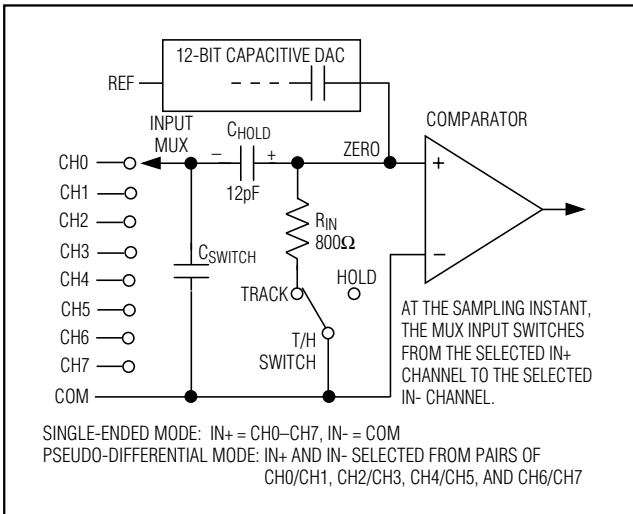 12-BIT CAPACITIVE DAC
REF
INPUT
MUX
CHOLD
ZERO
COMPARATOR
CH0
− +
12pF
+
CH1
CH2
RIN
800Ω
CH3
CSWITCH
−
CH4
HOLD
TRACK
CH5
CH6
T/H
SWITCH
CH7
COM
AT THE SAMPLING INSTANT,
THE MUX INPUT SWITCHES
FROM THE SELECTED IN+
CHANNEL TO THE SELECTED
IN- CHANNEL.
SINGLE-ENDED MODE: IN+ = CH0–CH7, IN- = COM
PSEUDO-DIFFERENTIAL MODE: IN+ AND IN- SELECTED FROM PAIRS OF
CH0/CH1, CH2/CH3, CH4/CH5, AND CH6/CH7